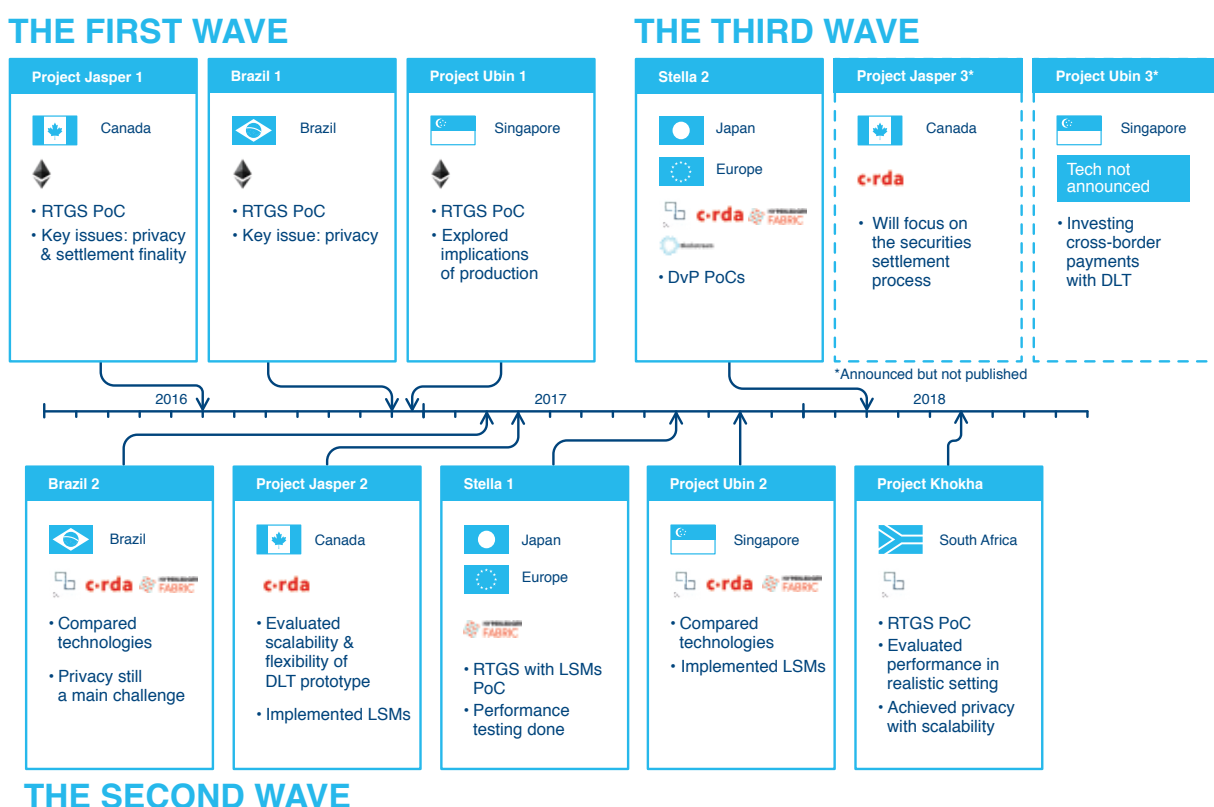 THE FIRST WAVE
Project Jasper 1
Canada
• RTGS PoC
• Key issues: privacy
& settlement finality
Brazil 1
Brazil
• RTGS PoC
• Key issue: privacy
Project Ubin 1
Singapore
• RTGS PoC
• Explored
implications
of production
THE THIRD WAVE
Stella 2
Japan
Europe
c·rda
FABRIC
• DvP PoCs
Project Jasper 3*
Canada
c·rda
• Will focus on
the securities
settlement
process
Project Ubin 3*
Singapore
Tech not
announced
• Investing
cross-border
payments
with DLT
*Announced but not published
2016
2017
2018
Brazil 2
Brazil
c·rda
FABRIC
• Compared
technologies
• Privacy still
a main challenge
Project Jasper 2
Canada
c·rda
• Evaluated
scalability &
flexibility of
DLT prototype
• Implemented LSMs
Stella 1
Japan
Europe
FABRIC
• RTGS with LSMs
PoC
• Performance
testing done
Project Ubin 2
Singapore
c·rda
FABRIC
• Compared
technologies
• Implemented LSMs
Project Khokha
South Africa
• RTGS PoC
• Evaluated
performance in
realistic setting
• Achieved privacy
with scalability
THE SECOND WAVE